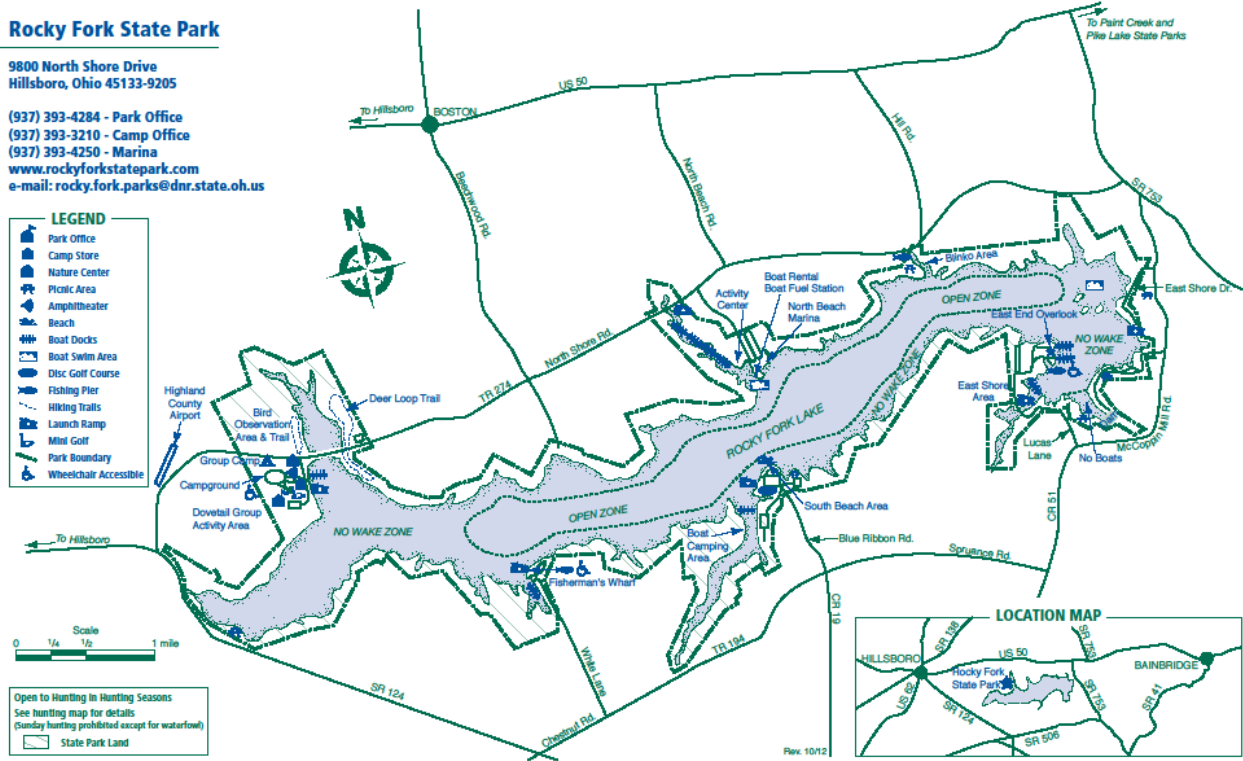 Rocky Fork State Park
9800 North Shore Drive
Hillsboro, Ohio 45133-9205
(937) 393-4284 - Park Office
(937) 393-3210 - Camp Office
(937) 393-4250 - Marina
www.rockyforkstatepark.com
e-mail: rocky.fork.parks@dnr.state.oh.us
LEGEND
Park Office
Camp Store
Nature Center
Picnic Area
Amphitheater
Beach
Boat Docks
Boat Swim Area
Disc Golf Course
Fishing Pier
Hiking Trails
Launch Ramp
Mini Golf
Park Boundary
Wheelchair Accessible
To Paint Creek and
Pike Lake State Parks
US 50
To Hillsboro
BOSTON
Hill Rd.
North Beach Rd.
Beechwood Rd.
SR 753
N
Blinko Area
Boat Rental
Boat Fuel Station
Activity
Center
North Beach
Marina
East Shore Dr.
OPEN ZONE
East End Overlook
NO WAKE
ZONE
North Shore Rd.
TR 274
Highland
County
Airport
Deer Loop Trail
Bird
Observation
Area & Trail
NO WAKE ZONE
East Shore
Area
ROCKY FORK LAKE
Dam
Lucas
Lane
McCoppin Mill Rd.
No Boats
Group Camp
Campground
Dovetail Group
Activity Area
South Beach Area
CR 51
OPEN ZONE
NO WAKE ZONE
Boat
Camping
Area
Blue Ribbon Rd.
To Hillsboro
Spruance Rd.
Fisherman's Wharf
CR 19
TR 194
White Lane
SR 124
Chestnut Rd.
Scale
0 1/4 1/2 1 mile
Open to Hunting in Hunting Seasons
See hunting map for details
(Sunday hunting prohibited except for waterfowl)
State Park Land
Rev. 10/12
LOCATION MAP
SR 138
SR 753
HILLSBORO
US 50
BAINBRIDGE
Rocky Fork
State Park
US 62
SR 124
SR 753
SR 41
SR 506